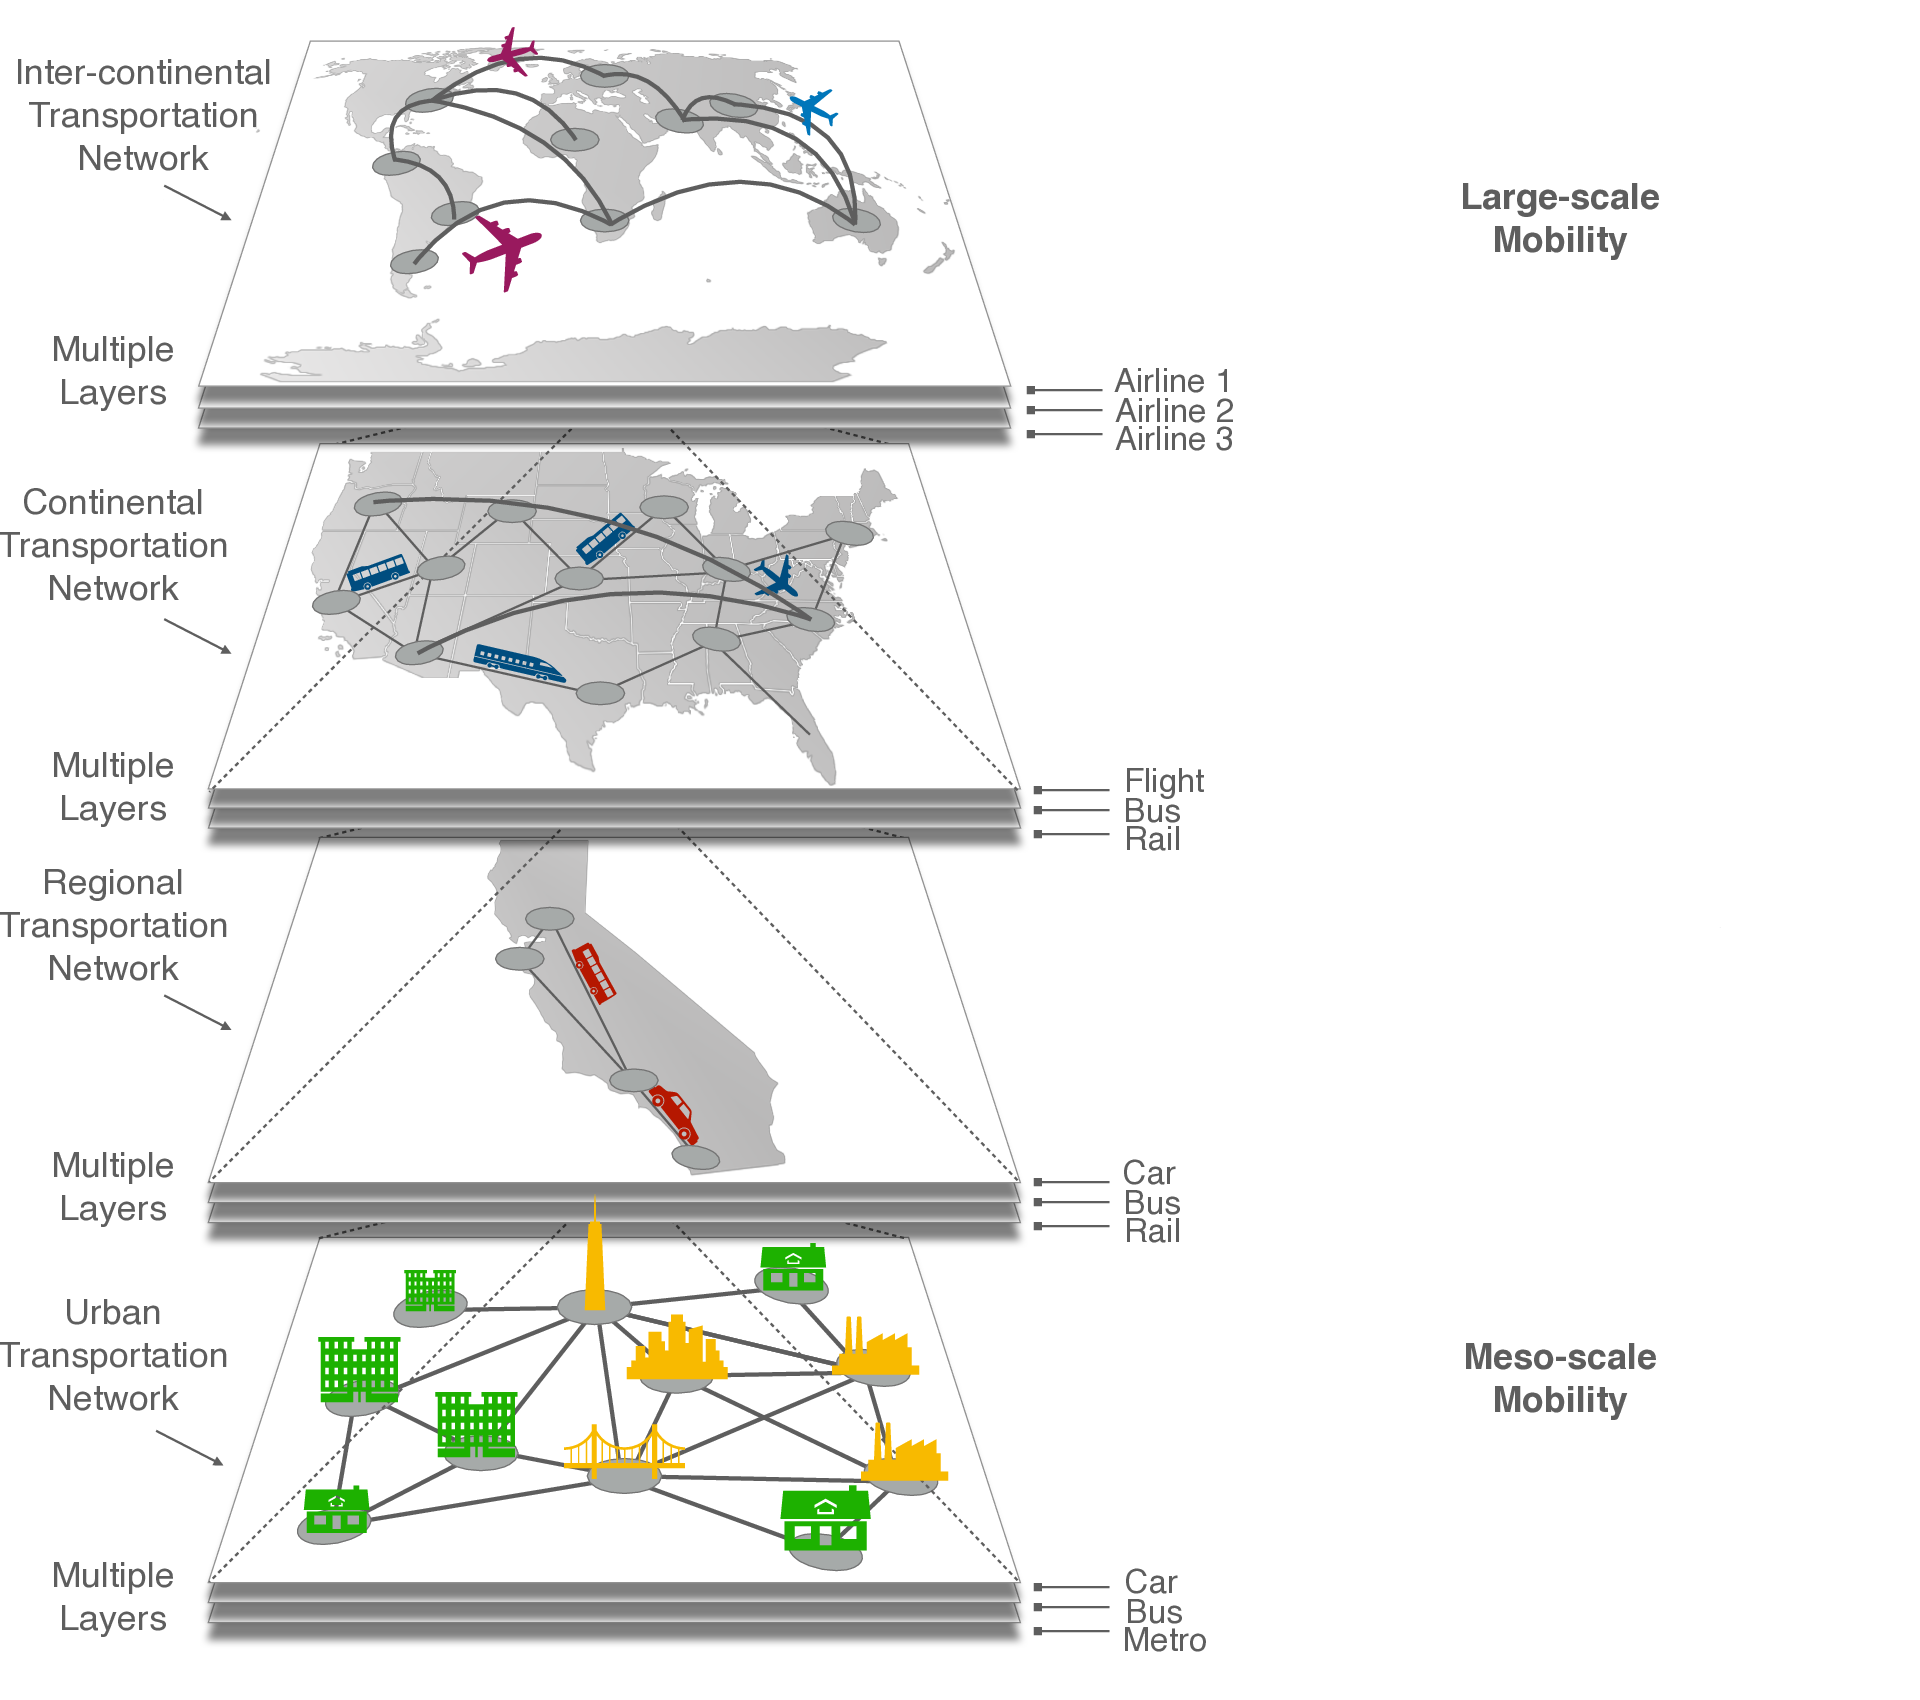 Inter-continental
Transportation
Network
Large-scale
Mobility
Multiple
Layers
Airline 1
Airline 2
Airline 3
Continental
Transportation
Network
Multiple
Layers
Flight
Bus
Rail
Regional
Transportation
Network
Multiple
Layers
Car
Bus
Rail
Urban
Transportation
Network
Meso-scale
Mobility
Multiple
Layers
Car
Bus
Metro